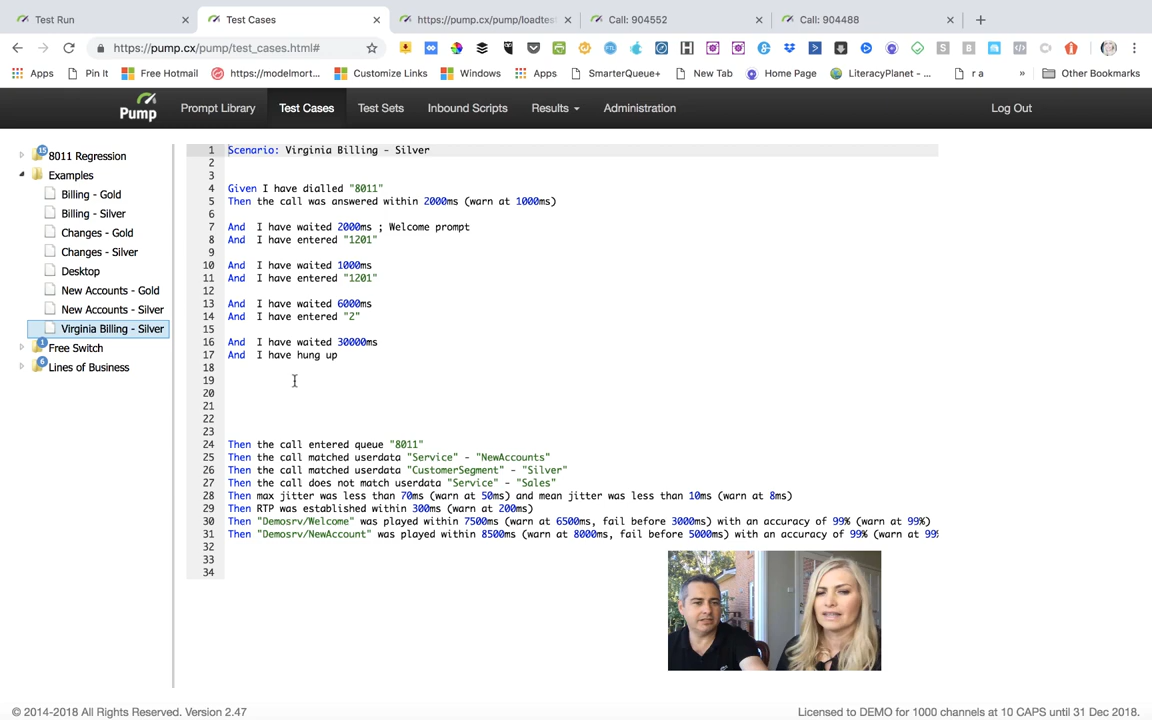 Test Run
Test Cases
https://pump.cx/pump/loadtest
Call: 904552
Call: 904488
https://pump.cx/pump/test_cases.html#
Apps
Pin It
Free Hotmail
https://modelmort...
Customize Links
Windows
Apps
SmarterQueue+
New Tab
Home Page
LiteracyPlanet - ...
r a
»
Other Bookmarks
Pump
Prompt Library
Test Cases
Test Sets
Inbound Scripts
Results
Administration
Log Out
15
8011 Regression
Examples
Billing - Gold
Billing - Silver
Changes - Gold
Changes - Silver
Desktop
New Accounts - Gold
New Accounts - Silver
Virginia Billing - Silver
1
Free Switch
6
Lines of Business
1 Scenario: Virginia Billing - Silver
2
3
4 Given I have dialled "8011"
5 Then the call was answered within 2000ms (warn at 1000ms)
6
7 And I have waited 2000ms ; Welcome prompt
8 And I have entered "1201"
9
10 And I have waited 1000ms
11 And I have entered "1201"
12
13 And I have waited 6000ms
14 And I have entered "2"
15
16 And I have waited 30000ms
17 And I have hung up
18
19
20
21
22
23
24 Then the call entered queue "8011"
25 Then the call matched userdata "Service" - "NewAccounts"
26 Then the call matched userdata "CustomerSegment" - "Silver"
27 Then the call does not match userdata "Service" - "Sales"
28 Then max jitter was less than 70ms (warn at 50ms) and mean jitter was less than 10ms (warn at 8ms)
29 Then RTP was established within 300ms (warn at 200ms)
30 Then "Demosrv/Welcome" was played within 7500ms (warn at 6500ms, fail before 3000ms) with an accuracy of 99% (warn at 99%)
31 Then "Demosrv/NewAccount" was played within 8500ms (warn at 8000ms, fail before 5000ms) with an accuracy of 99% (warn at 99%
32
33
34
© 2014-2018 All Rights Reserved. Version 2.47
Licensed to DEMO for 1000 channels at 10 CAPS until 31 Dec 2018.